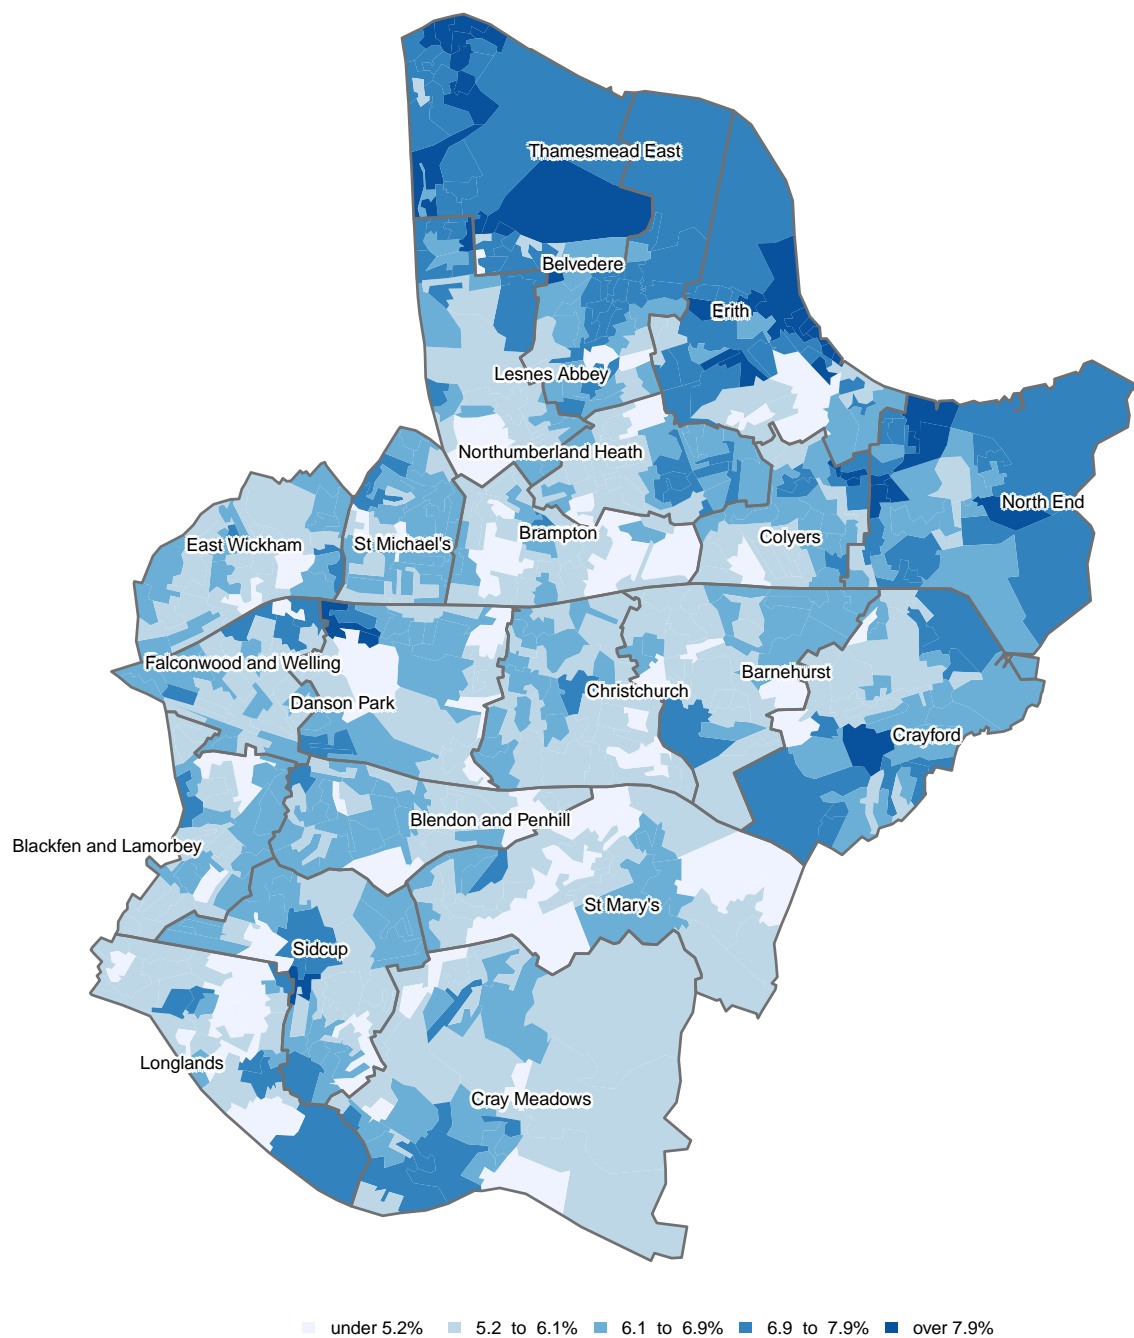 Thamesmead East
Belvedere
Erith
Lesnes Abbey
Northumberland Heath
North End
Brampton
Colyers
St Michael's
East Wickham
Falconwood and Welling
Barnehurst
Christchurch
Danson Park
Crayford
Blendon and Penhill
Blackfen and Lamorbey
St Mary's
Sidcup
Longlands
Cray Meadows
under 5.2% 5.2 to 6.1% 6.1 to 6.9% 6.9 to 7.9% over 7.9%